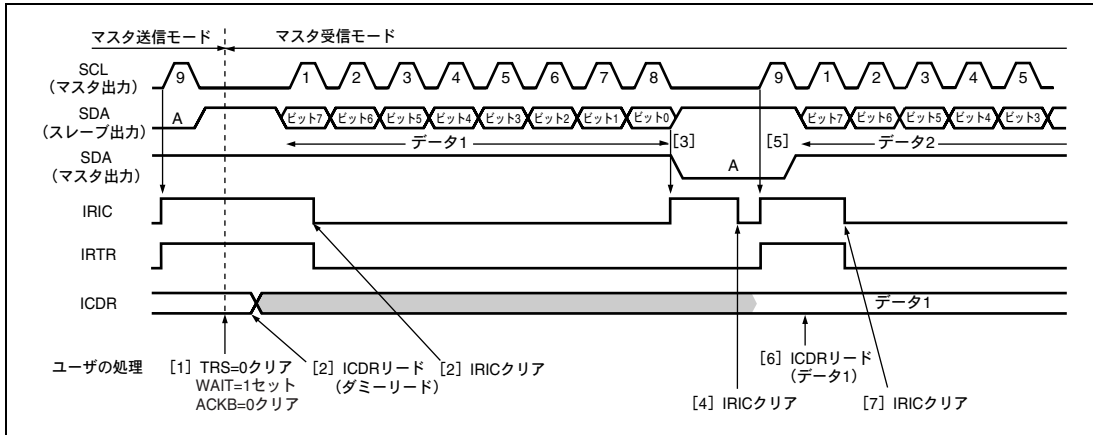 マスタ送信モード マスタ受信モード
SCL
（マスタ出力）
9 1 2 3 4 5 6 7 8 9 1 2 3 4 5
SDA
（スレーブ出力）
A ビット7 ビット6 ビット5 ビット4 ビット3 ビット2 ビット1 ビット0 ビット7 ビット6 ビット5 ビット4 ビット3
データ1 ［3］ ［5］ データ2
SDA
（マスタ出力）
A
IRIC
IRTR
ICDR データ1
ユーザの処理 ［1］TRS=0クリア
WAIT=1セット
ACKB=0クリア
［2］ICDRリード
（ダミーリード）
［2］IRICクリア
［4］IRICクリア
［6］ICDRリード
（データ1）
［7］IRICクリア